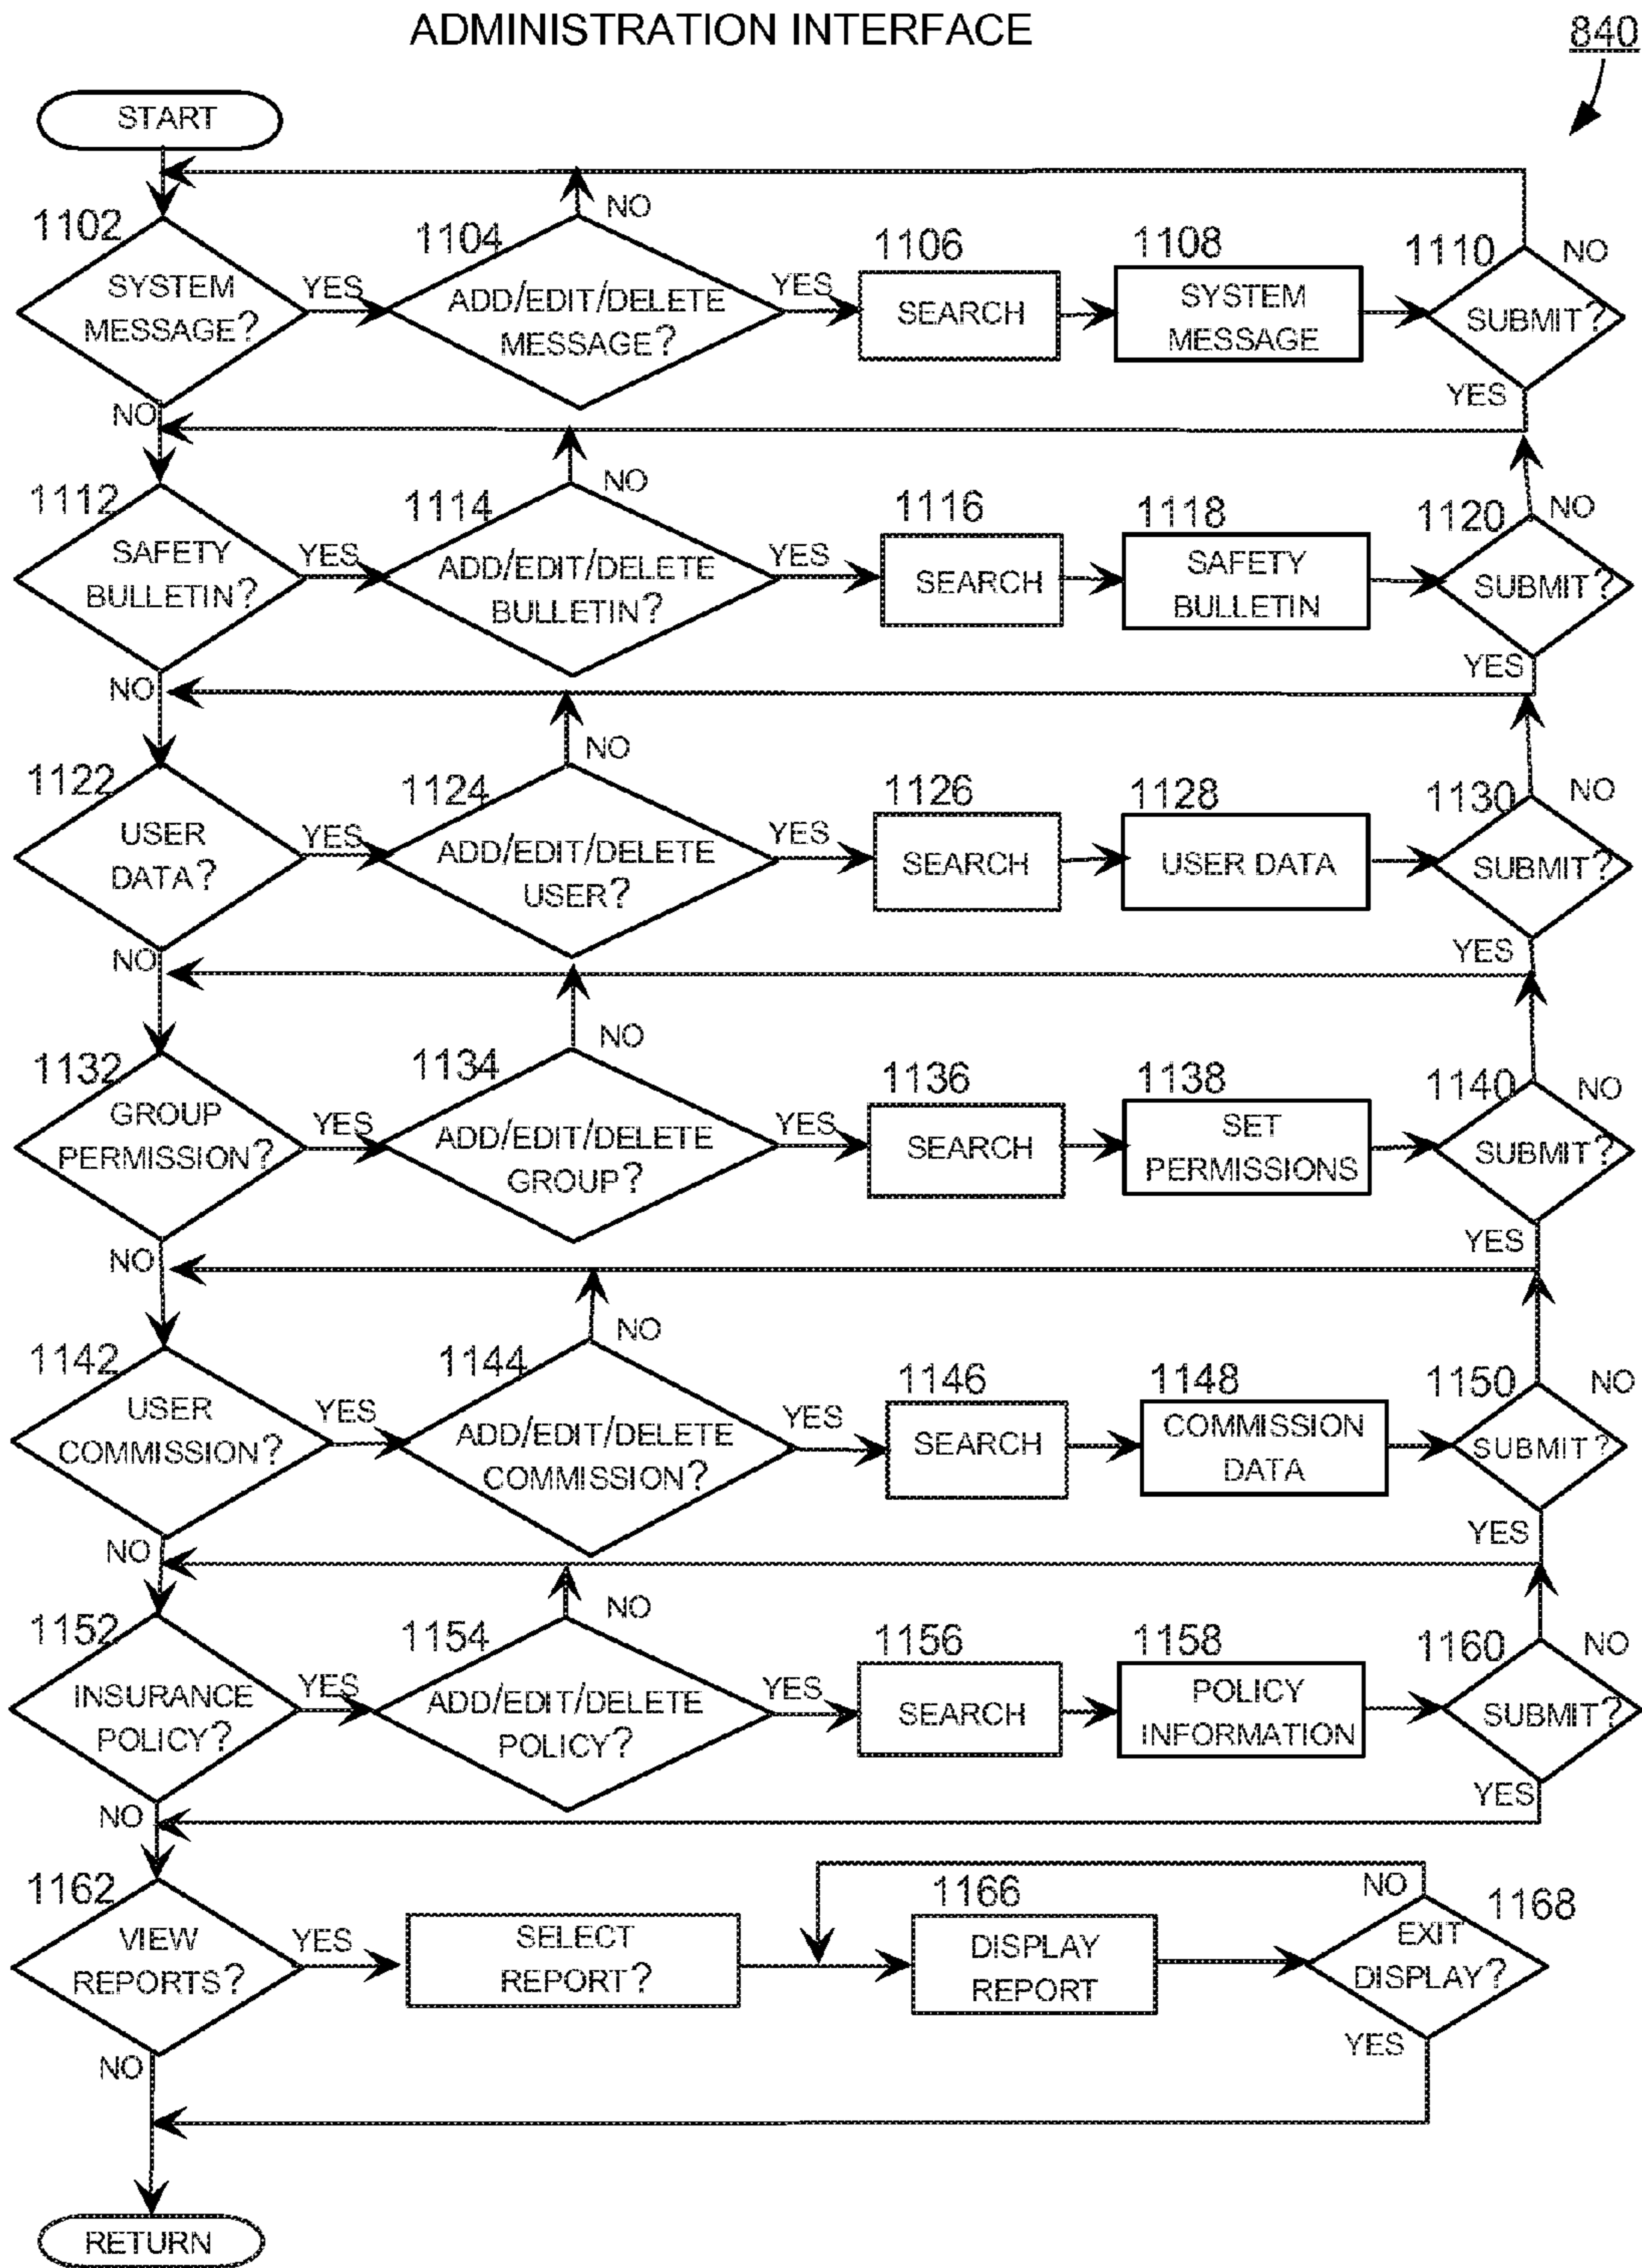 ADMINISTRATION INTERFACE
840
START
NO
1102
1104
1106
1108
1110
NO
SYSTEM
MESSAGE?
YES
ADD/EDIT/DELETE
MESSAGE?
YES
SEARCH
SYSTEM
MESSAGE
SUBMIT?
NO
YES
NO
1112
1114
1116
1118
1120
NO
SAFETY
BULLETIN?
YES
ADD/EDIT/DELETE
BULLETIN?
YES
SEARCH
SAFETY
BULLETIN
SUBMIT?
NO
YES
NO
1122
1124
1126
1128
1130
NO
USER
DATA?
YES
ADD/EDIT/DELETE
USER?
YES
SEARCH
USER DATA
SUBMIT?
NO
YES
NO
1132
1134
1136
1138
1140
NO
GROUP
PERMISSION?
YES
ADD/EDIT/DELETE
GROUP?
YES
SEARCH
SET
PERMISSIONS
SUBMIT?
NO
YES
NO
1142
1144
1146
1148
1150
NO
USER
COMMISSION?
YES
ADD/EDIT/DELETE
COMMISSION?
YES
SEARCH
COMMISSION
DATA
SUBMIT?
NO
YES
NO
1152
1154
1156
1158
1160
NO
INSURANCE
POLICY?
YES
ADD/EDIT/DELETE
POLICY?
YES
SEARCH
POLICY
INFORMATION
SUBMIT?
NO
YES
1162
1166
NO
1168
VIEW
REPORTS?
YES
SELECT
REPORT?
DISPLAY
REPORT
EXIT
DISPLAY?
NO
YES
RETURN